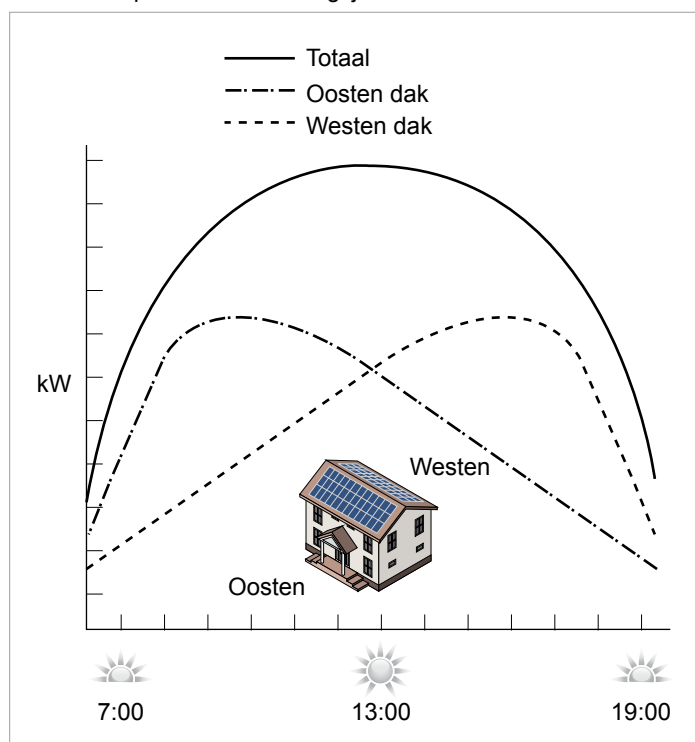 Totaal
Oosten dak
Westen dak
kW
Westen
Oosten
7:00 13:00 19:00